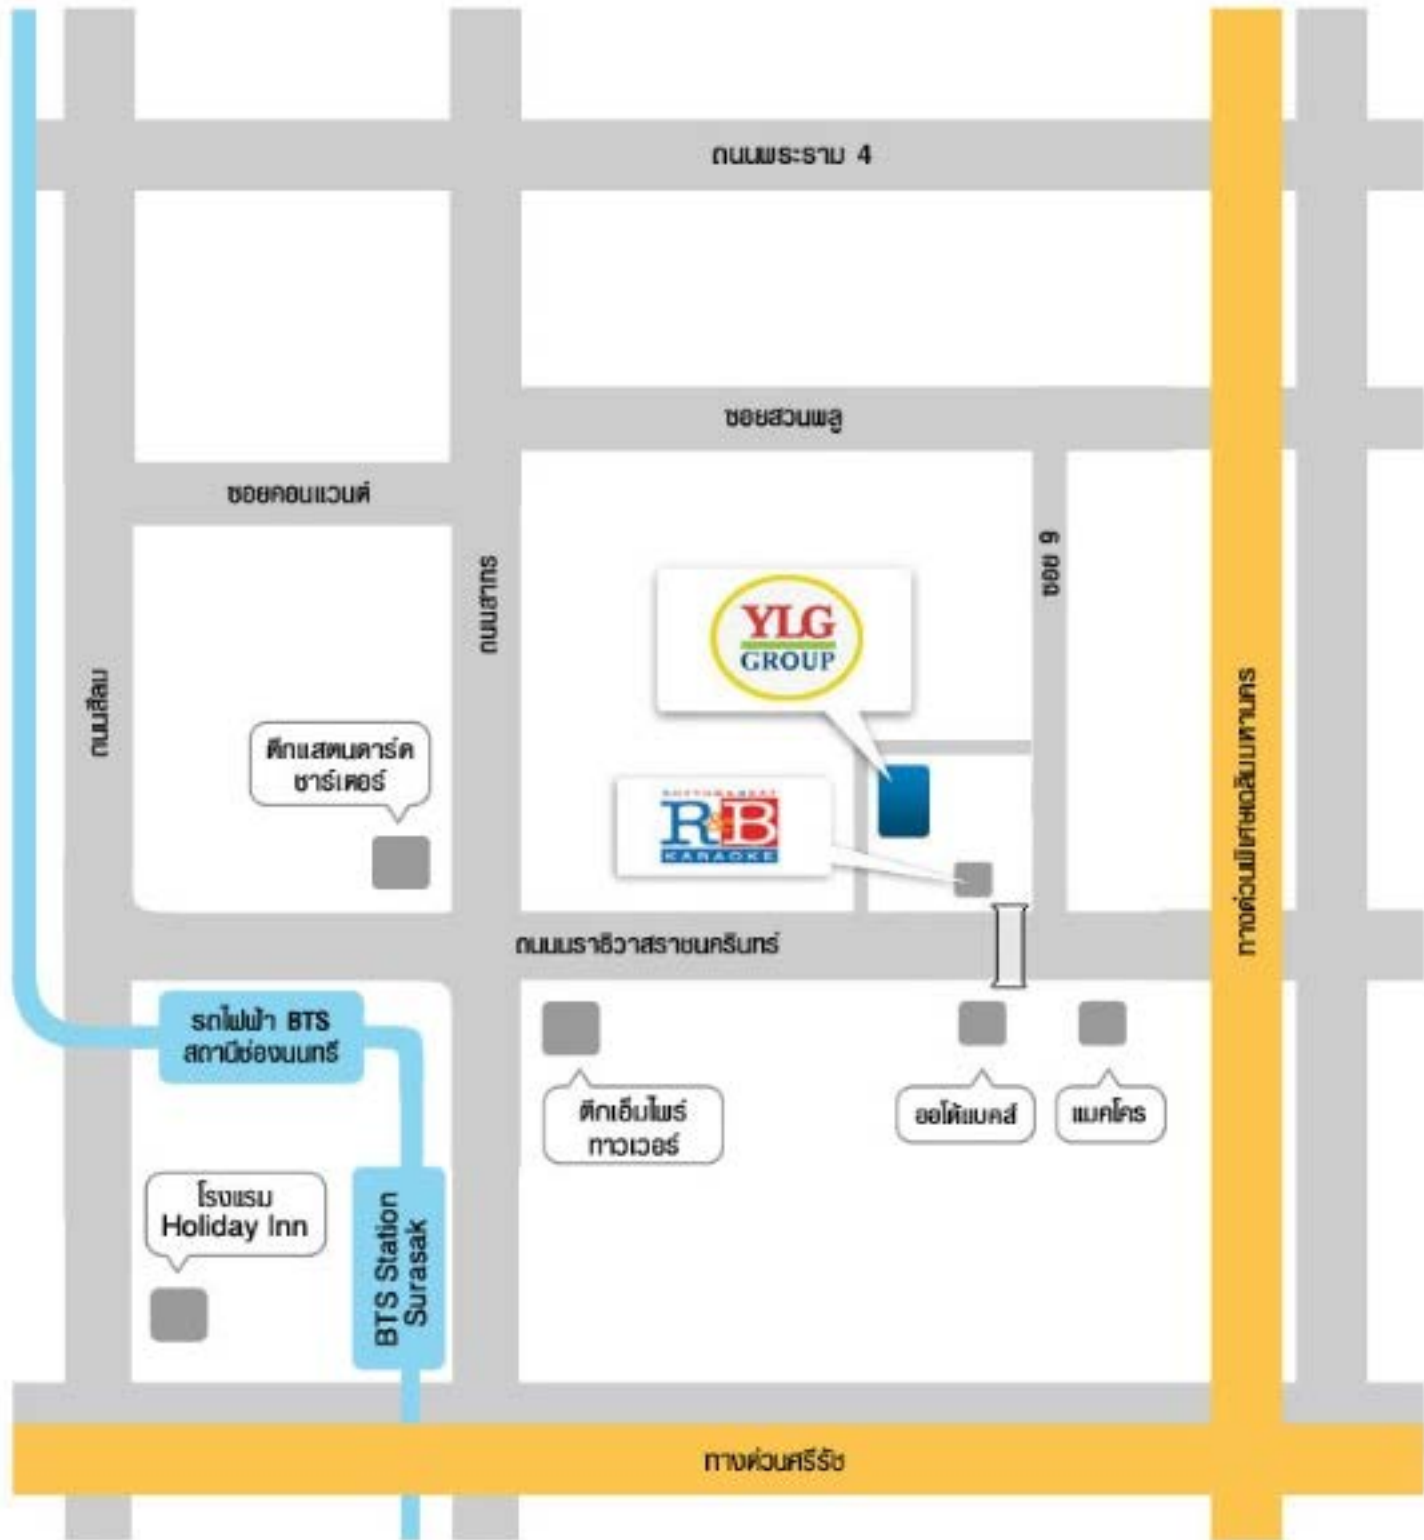 ถนนพระราม 4
ซอยสวนพลู
ซอยคอนแวนต์
ซอย 9
ถนนสาทร
YLG
GROUP
ถนนสีลม
ทางด่วนพิเศษเฉลิมมหานคร
ตึกแสตนดาร์ด
ชาร์เตอร์
RHYTHM & BEAT
R&B
KARAOKE
ถนนนราธิวาสราชนครินทร์
รถไฟฟ้า BTS
สถานีช่องนนทรี
ตึกเอ็มไพร์
ทาวเวอร์
ออโต้แบคส์
แมคโคร
โรงแรม
Holiday Inn
BTS Station
Surasak
ทางด่วนศรีรัช